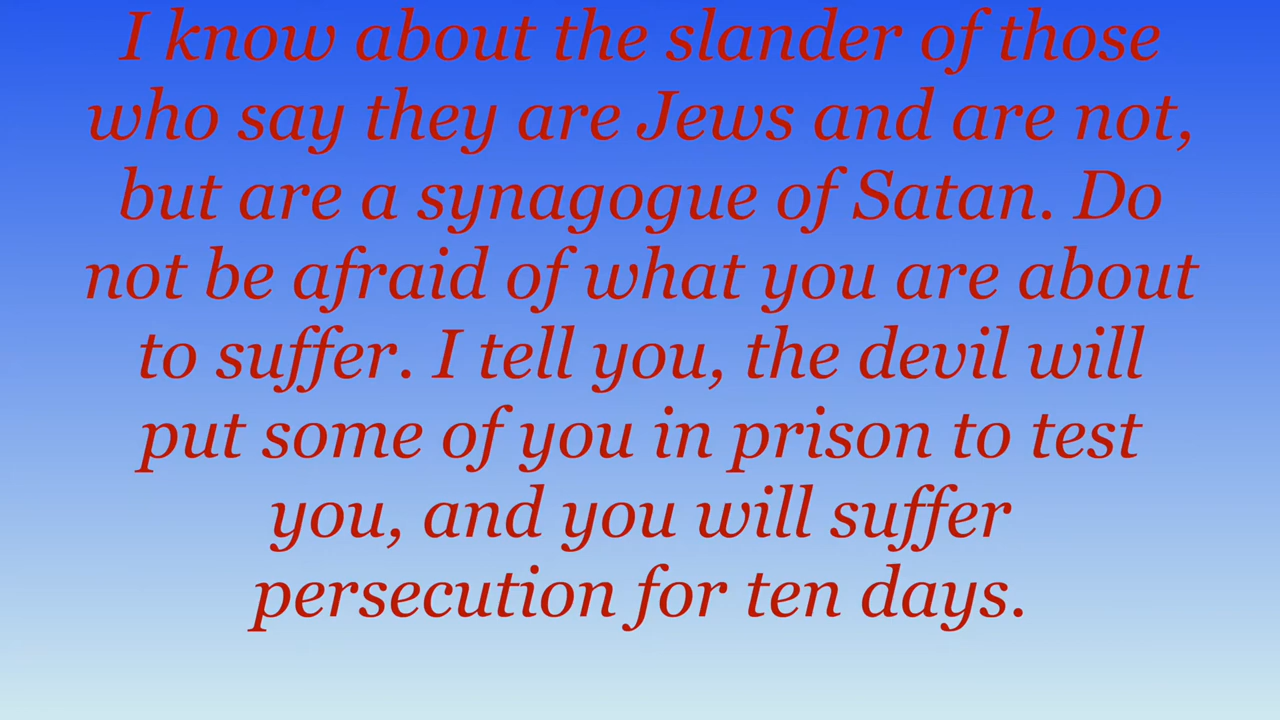 I know about the slander of those
who say they are Jews and are not,
but are a synagogue of Satan. Do
not be afraid of what you are about
to suffer. I tell you, the devil will
put some of you in prison to test
you, and you will suffer
persecution for ten days.